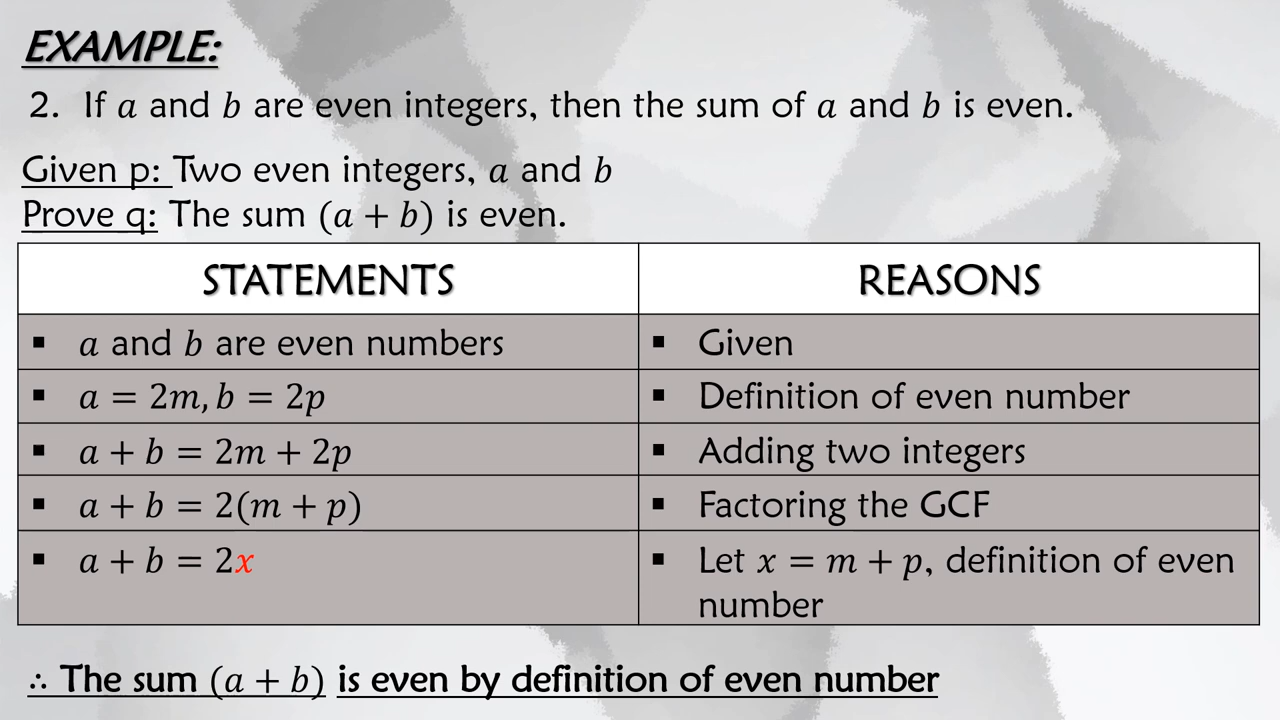 EXAMPLE:
2. If a and b are even integers, then the sum of a and b is even.
Given p: Two even integers, a and b
Prove q: The sum (a + b) is even.
STATEMENTS
REASONS
▪ a and b are even numbers
▪ Given
▪ a = 2m, b = 2p
▪ Definition of even number
▪ a + b = 2m + 2p
▪ Adding two integers
▪ a + b = 2(m + p)
▪ Factoring the GCF
▪ a + b = 2x
▪ Let x = m + p, definition of even
number
∴ The sum (a + b) is even by definition of even number